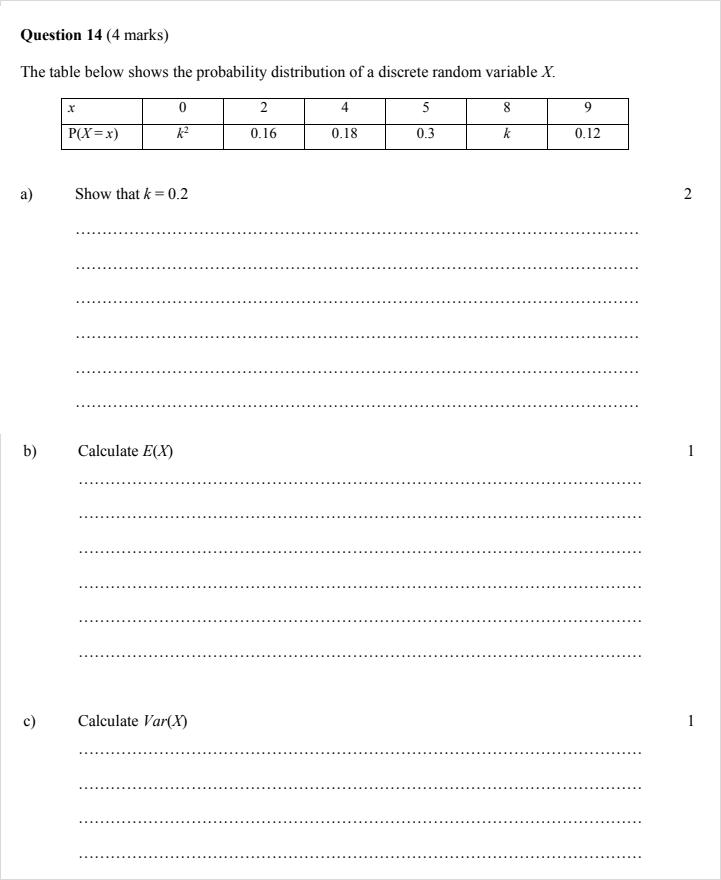 Question 14 (4 marks)
The table below shows the probability distribution of a discrete random variable X.
x 0 2 4 5 8 9
P(X = x) k² 0.16 0.18 0.3 k 0.12
a) Show that k = 0.2 2
b) Calculate E(X) 1
c) Calculate Var(X) 1